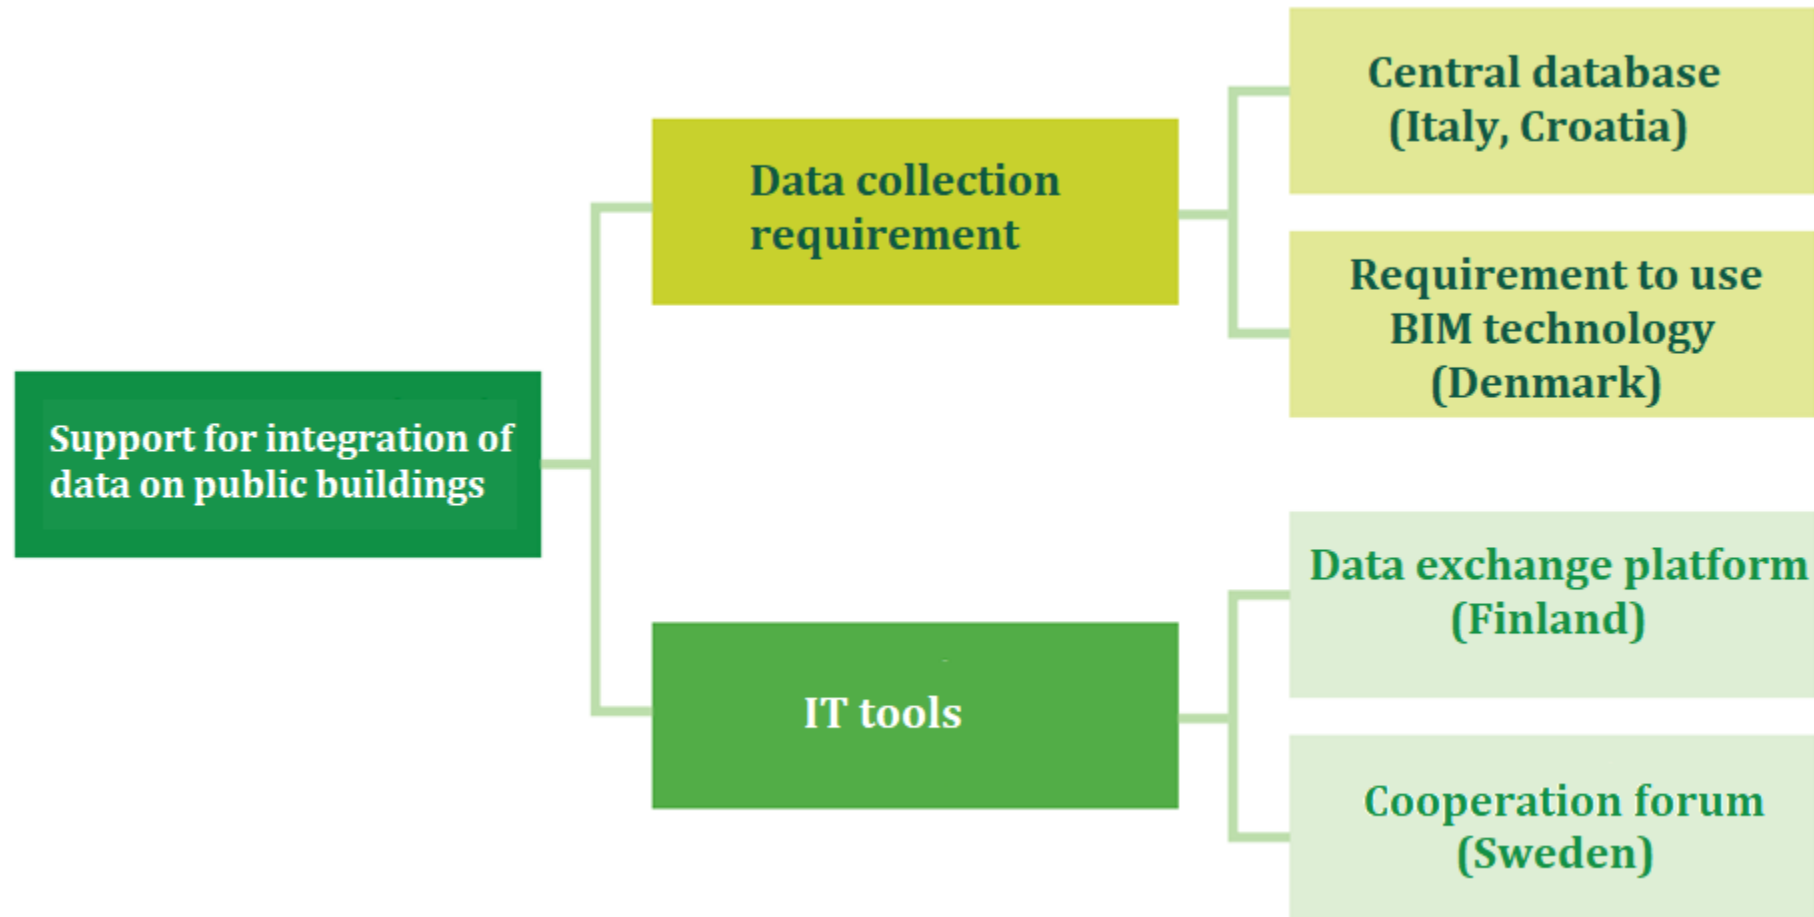 Support for integration of
data on public buildings
Data collection
requirement
Central database
(Italy, Croatia)
Requirement to use
BIM technology
(Denmark)
IT tools
Data exchange platform
(Finland)
Cooperation forum
(Sweden)